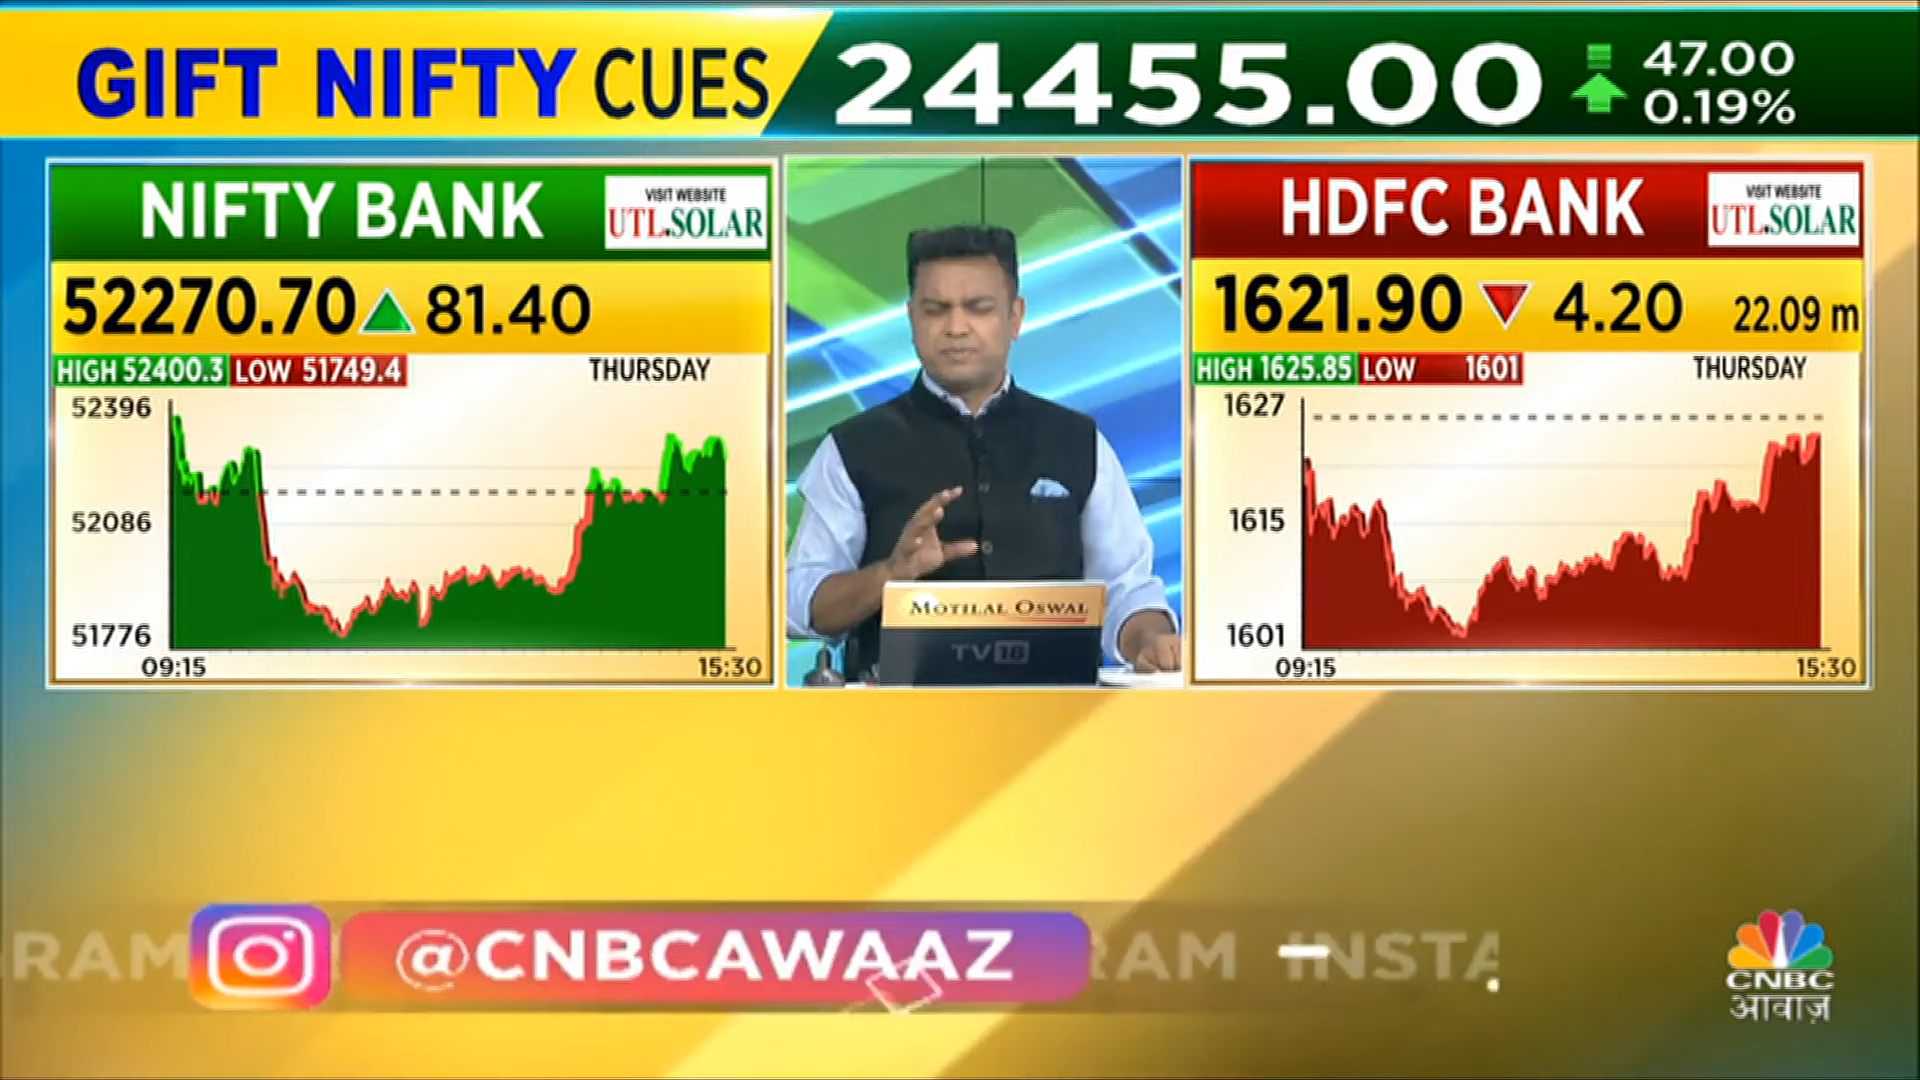 GIFT NIFTY CUES 24455.00 47.00
0.19%
NIFTY BANK
VISIT WEBSITE
UTL.SOLAR
52270.70 81.40
HIGH 52400.3 LOW 51749.4 THURSDAY
52396
52086
51776
09:15 15:30
MOTILAL OSWAL
TV18
HDFC BANK
VISIT WEBSITE
UTL.SOLAR
1621.90 4.20 22.09 m
HIGH 1625.85 LOW 1601 THURSDAY
1627
1615
1601
09:15 15:30
RAM @CNBCAWAAZ RAM INSTA
CNBC
आवाज़